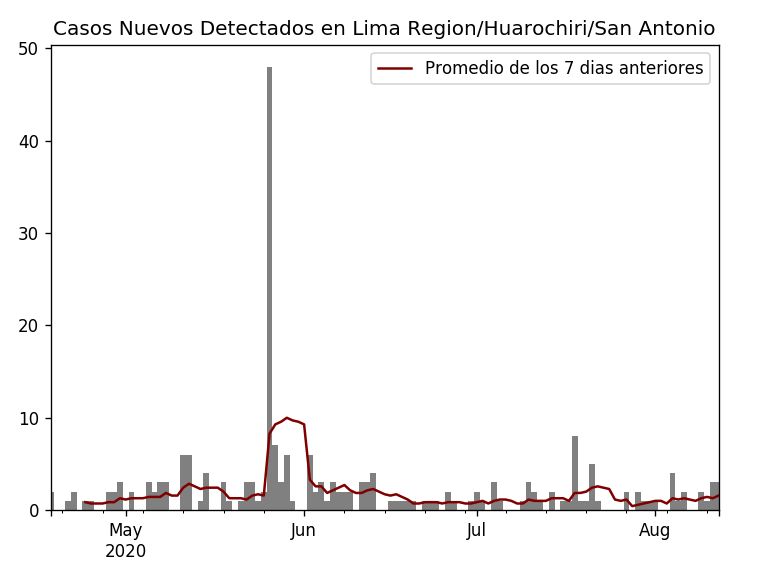 Casos Nuevos Detectados en Lima Region/Huarochiri/San Antonio
Promedio de los 7 dias anteriores
50
40
30
20
10
0
May Jun Jul Aug
2020